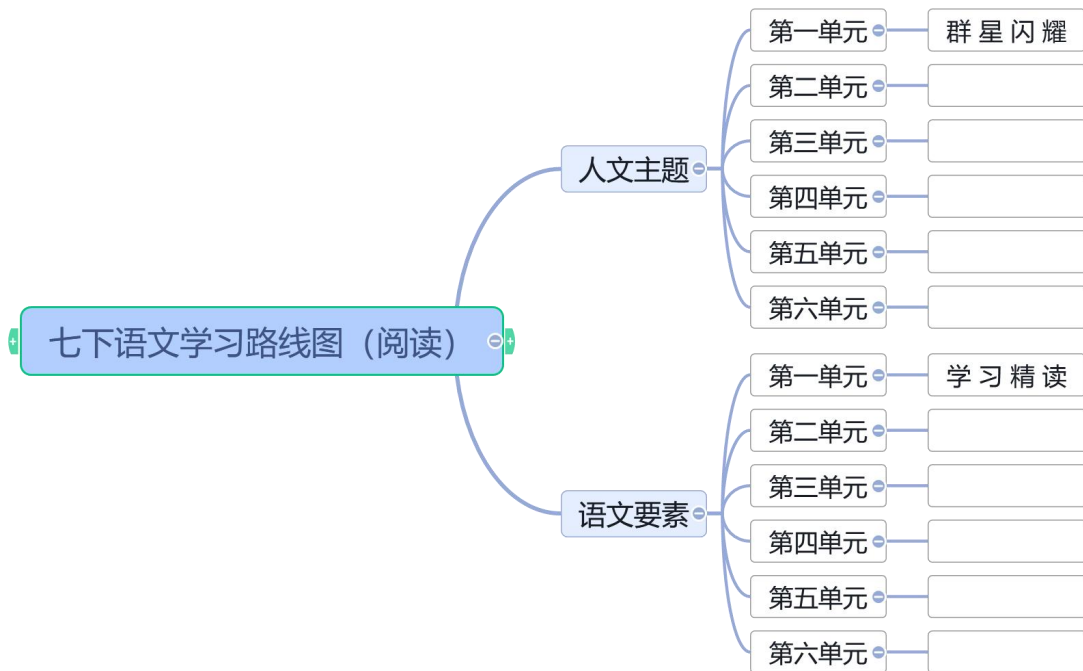 七下语文学习路线图（阅读）
人文主题
第一单元
群星闪耀
第二单元
第三单元
第四单元
第五单元
第六单元
语文要素
第一单元
学习精读
第二单元
第三单元
第四单元
第五单元
第六单元